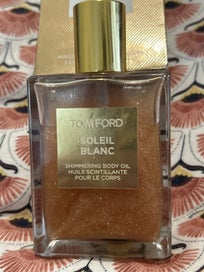 TOM FORD
SOLEIL
BLANC
SHIMMERING BODY OIL
HUILE SCINTILLANTE
POUR LE CORPS